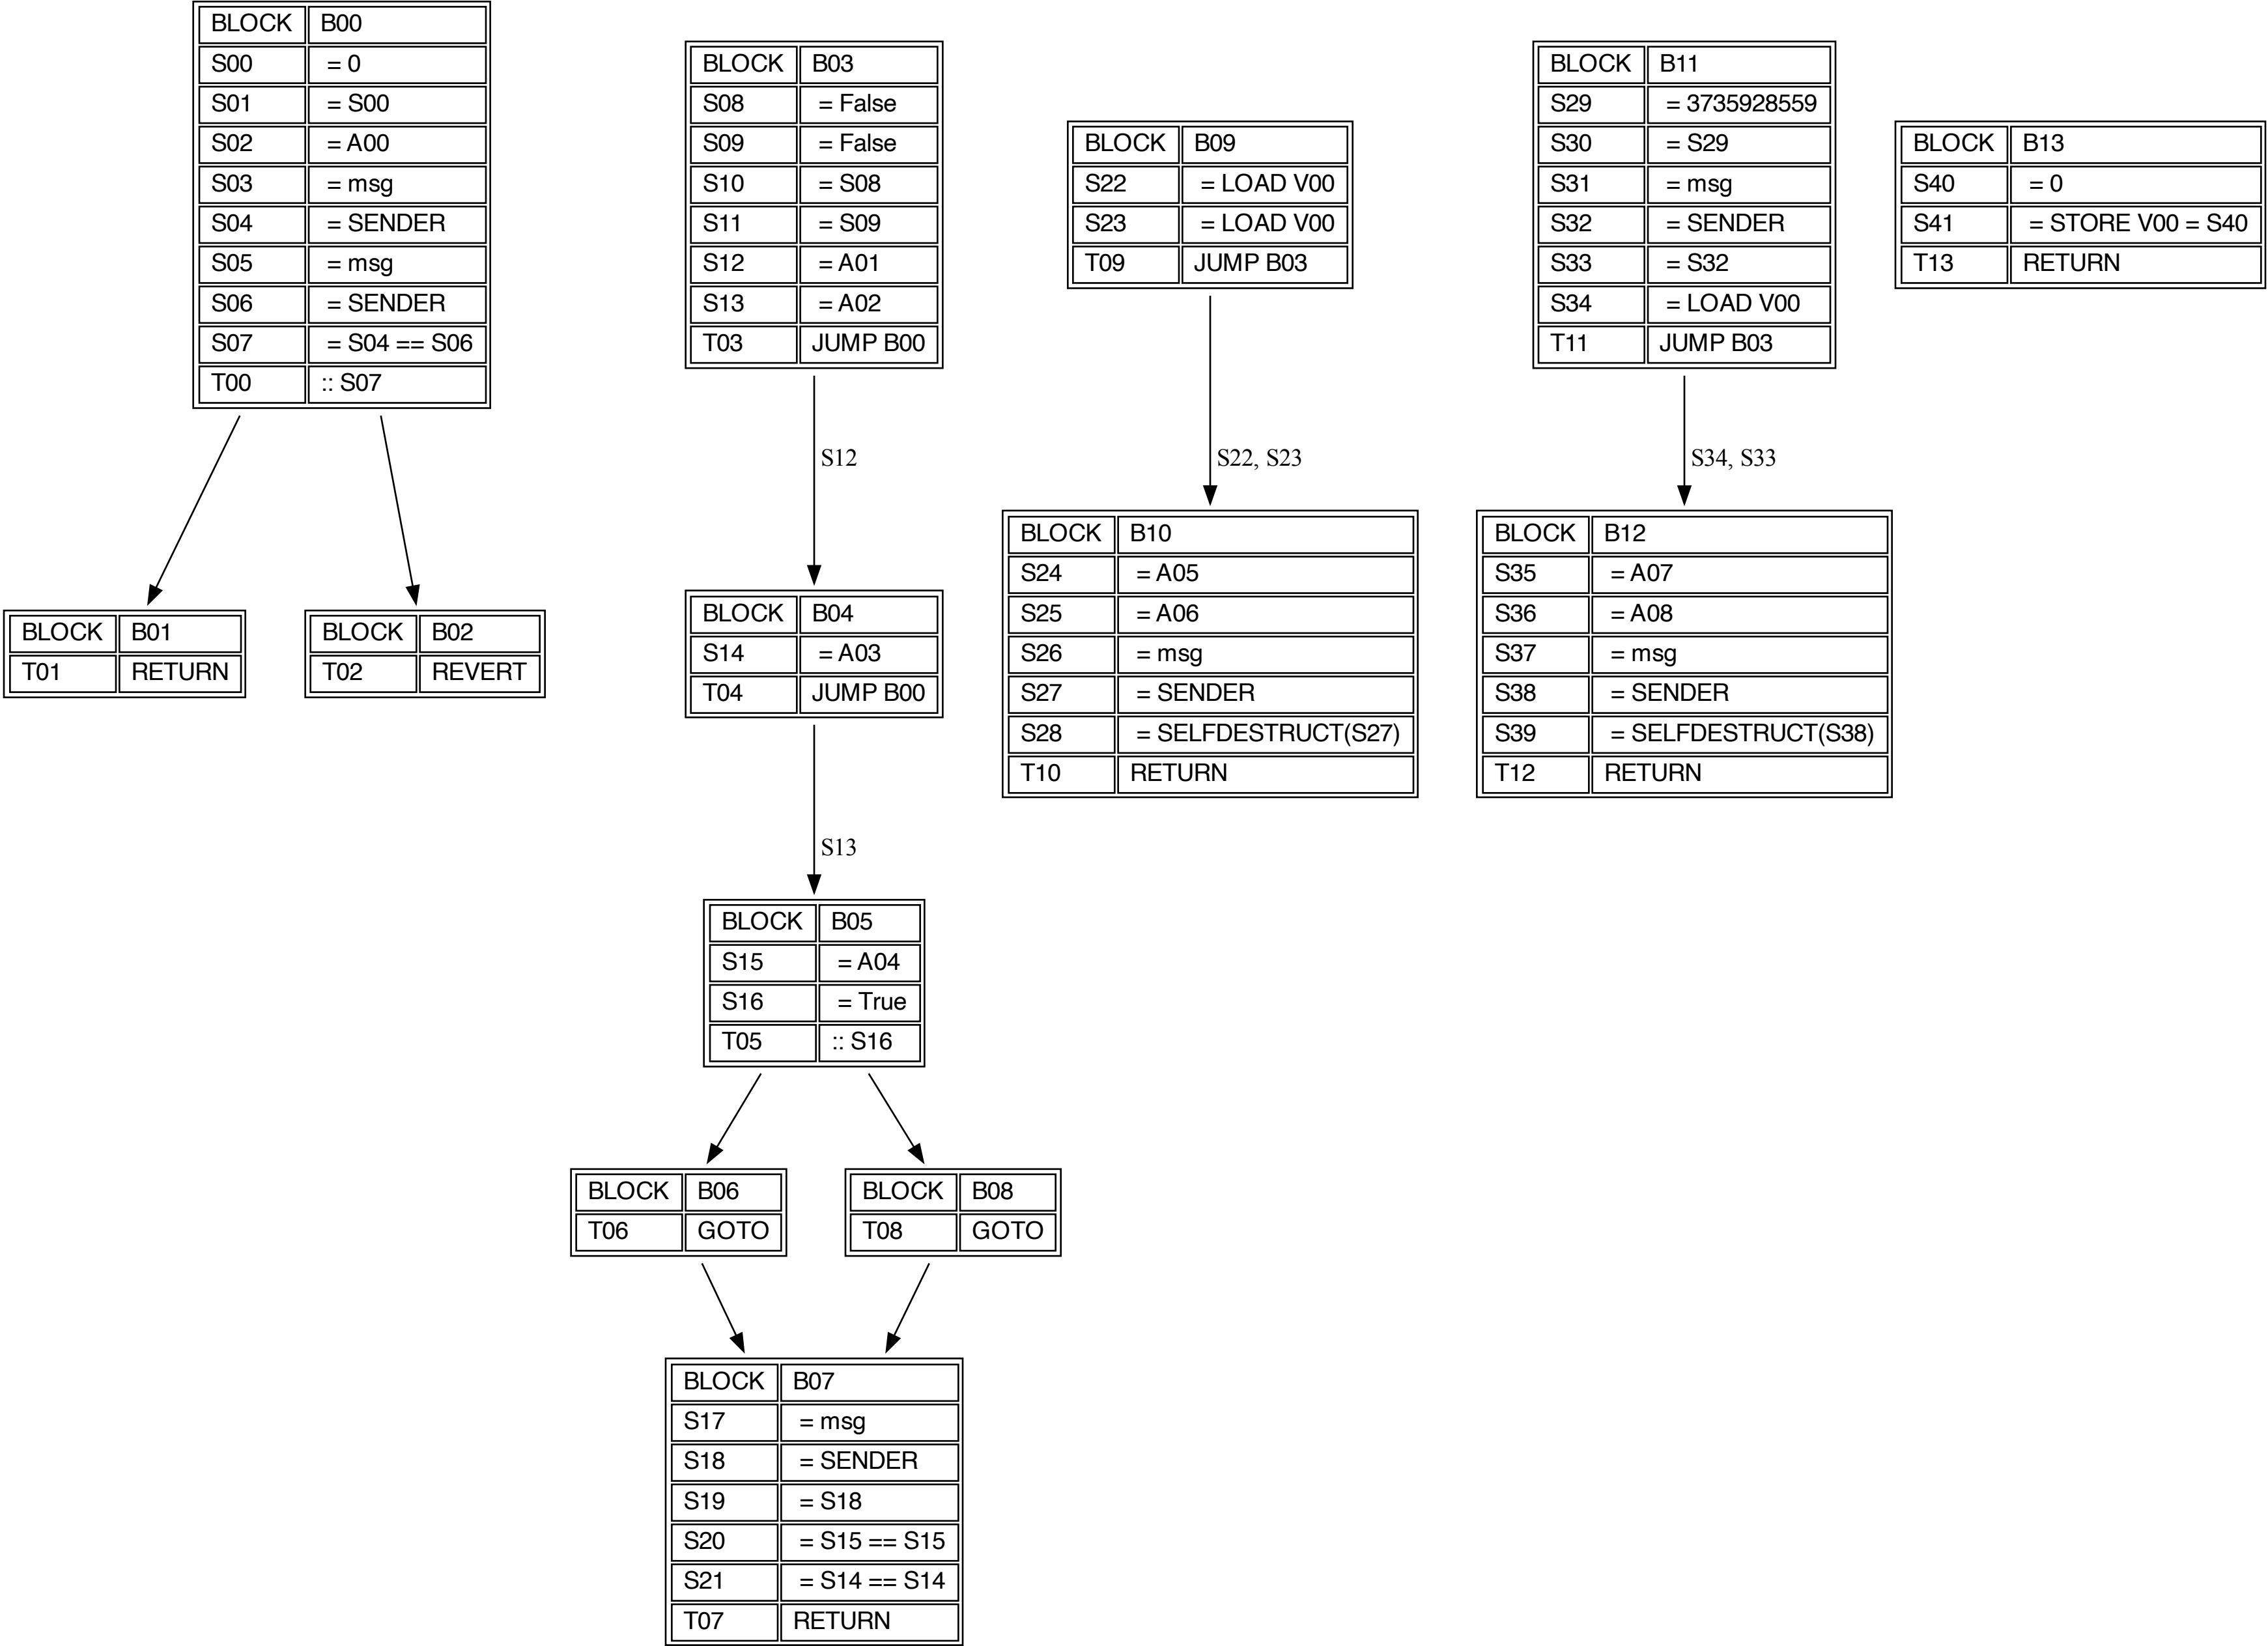 BLOCK B00
S00 = 0
S01 = S00
S02 = A00
S03 = msg
S04 = SENDER
S05 = msg
S06 = SENDER
S07 = S04 == S06
T00 :: S07
BLOCK B01
T01 RETURN
BLOCK B02
T02 REVERT
BLOCK B03
S08 = False
S09 = False
S10 = S08
S11 = S09
S12 = A01
S13 = A02
T03 JUMP B00
S12
BLOCK B04
S14 = A03
T04 JUMP B00
S13
BLOCK B05
S15 = A04
S16 = True
T05 :: S16
BLOCK B06
T06 GOTO
BLOCK B08
T08 GOTO
BLOCK B07
S17 = msg
S18 = SENDER
S19 = S18
S20 = S15 == S15
S21 = S14 == S14
T07 RETURN
BLOCK B09
S22 = LOAD V00
S23 = LOAD V00
T09 JUMP B03
S22, S23
BLOCK B10
S24 = A05
S25 = A06
S26 = msg
S27 = SENDER
S28 = SELFDESTRUCT(S27)
T10 RETURN
BLOCK B11
S29 = 3735928559
S30 = S29
S31 = msg
S32 = SENDER
S33 = S32
S34 = LOAD V00
T11 JUMP B03
S34, S33
BLOCK B12
S35 = A07
S36 = A08
S37 = msg
S38 = SENDER
S39 = SELFDESTRUCT(S38)
T12 RETURN
BLOCK B13
S40 = 0
S41 = STORE V00 = S40
T13 RETURN